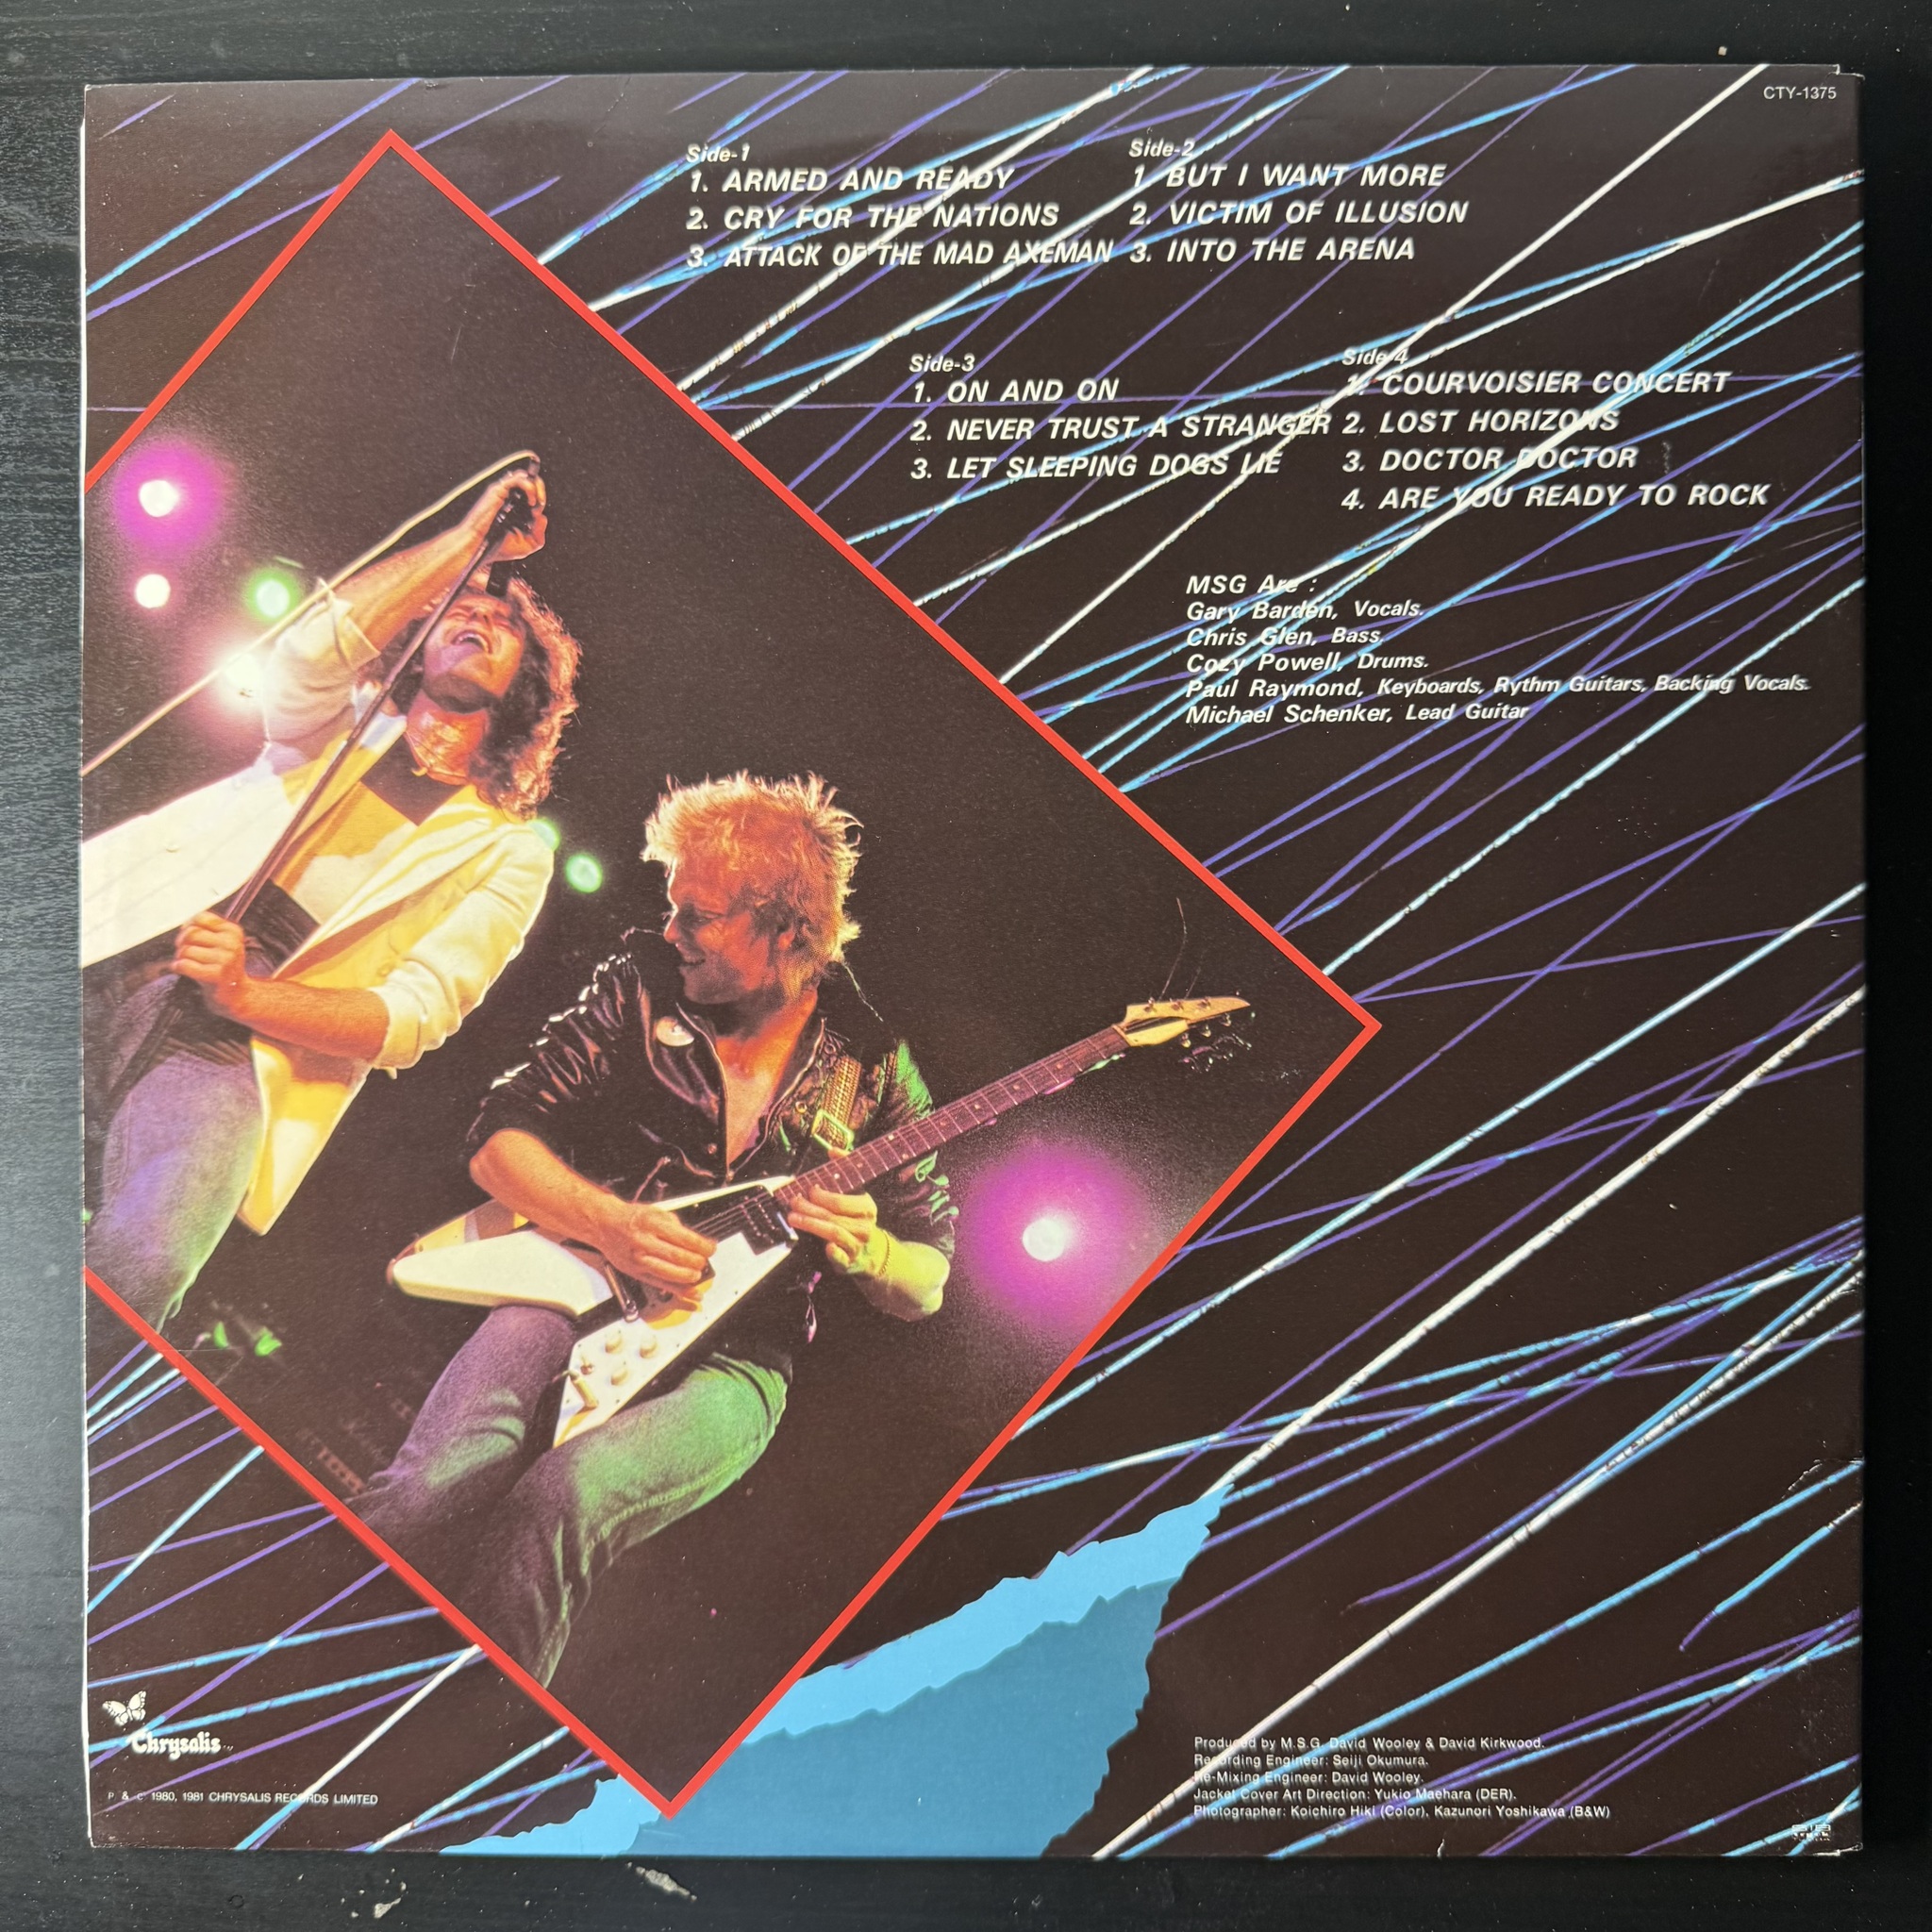 CTY-1375
Side-1
1. ARMED AND READY
2. CRY FOR THE NATIONS
3. ATTACK OF THE MAD AXEMAN
Side-2
1. BUT I WANT MORE
2. VICTIM OF ILLUSION
3. INTO THE ARENA
Side-3
1. ON AND ON
2. NEVER TRUST A STRANGER
3. LET SLEEPING DOGS LIE
Side-4
1. COURVOISIER CONCERT
2. LOST HORIZONS
3. DOCTOR DOCTOR
4. ARE YOU READY TO ROCK
MSG Are :
Gary Barden, Vocals.
Chris Glen, Bass,
Cozy Powell, Drums.
Paul Raymond, Keyboards, Rythm Guitars, Backing Vocals.
Michael Schenker, Lead Guitar
Chrysalis
P & C 1980, 1981 CHRYSALIS RECORDS LIMITED
Produced by M.S.G. David Wooley & David Kirkwood.
Recording Engineer: Seiji Okumura.
Re-Mixing Engineer: David Wooley.
Jacket Cover Art Direction: Yukio Maehara (DER).
Photographer: Koichiro Hiki (Color), Kazunori Yoshikawa (B&W)